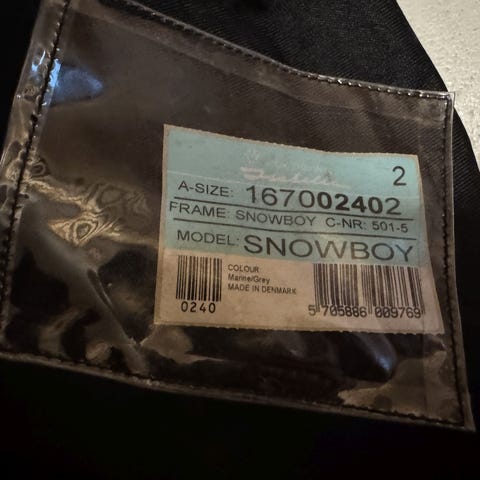 2
A-SIZE: 167002402
FRAME: SNOWBOY C-NR: 501-5
MODEL: SNOWBOY
COLOUR
Marine/Grey
MADE IN DENMARK
0240
5 705886 009769